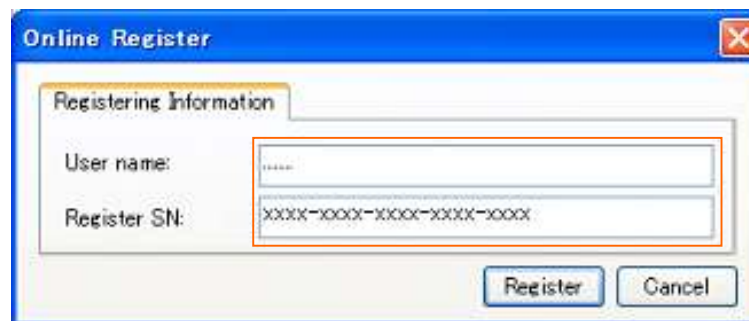 Online Register
Registering Information
User name: ......
Register SN: xxxx-xxxx-xxxx-xxxx-xxxx
Register Cancel